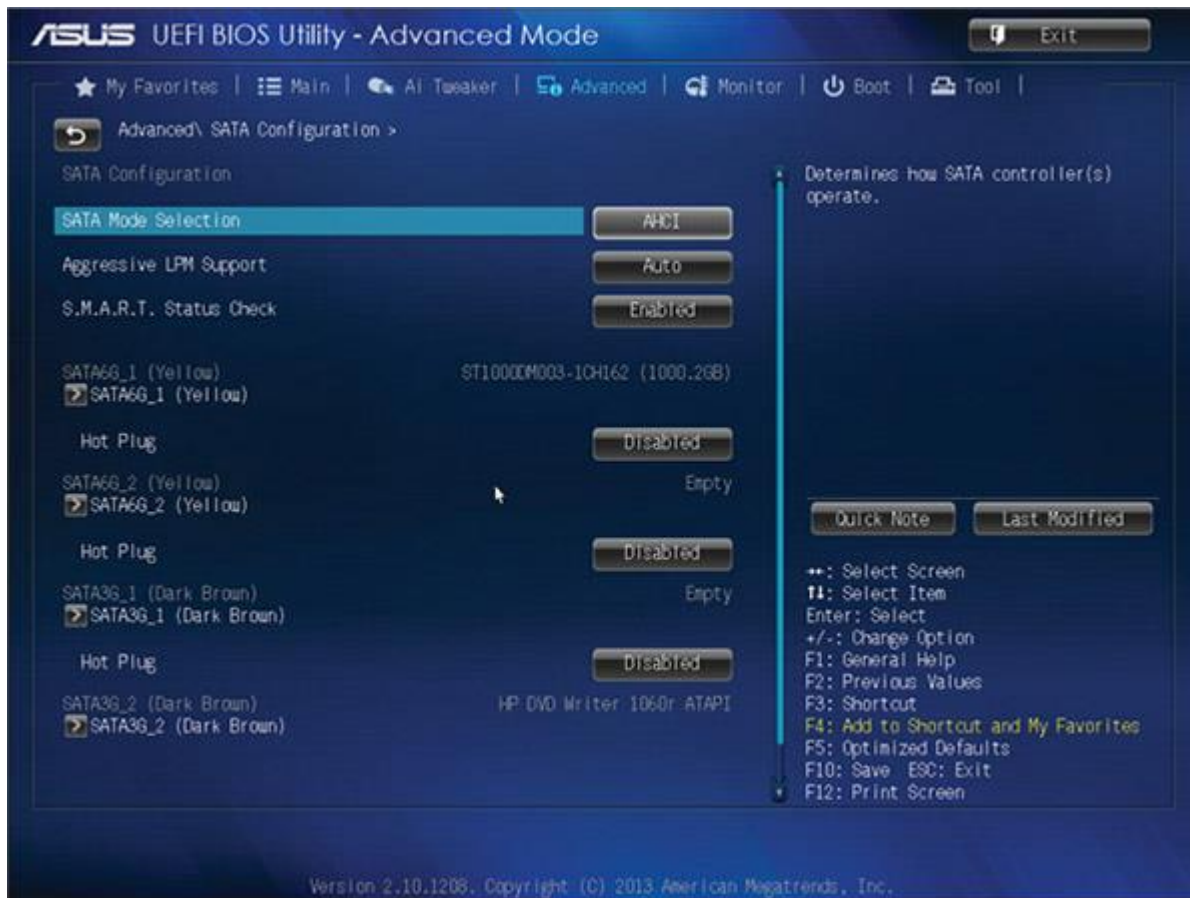 ASUS UEFI BIOS Utility - Advanced Mode
Exit
My Favorites | Main | Ai Tweaker | Advanced | Monitor | Boot | Tool |
Advanced\ SATA Configuration >
SATA Configuration
SATA Mode Selection AHCI
Aggressive LPM Support Auto
S.M.A.R.T. Status Check Enabled
SATA6G_1 (Yellow) ST1000DM003-1CH162 (1000.2GB)
SATA6G_1 (Yellow)
Hot Plug Disabled
SATA6G_2 (Yellow) Empty
SATA6G_2 (Yellow)
Hot Plug Disabled
SATA3G_1 (Dark Brown) Empty
SATA3G_1 (Dark Brown)
Hot Plug Disabled
SATA3G_2 (Dark Brown) HP DVD Writer 1060r ATAPI
SATA3G_2 (Dark Brown)
Determines how SATA controller(s)
operate.
Quick Note Last Modified
→←: Select Screen
↑↓: Select Item
Enter: Select
+/-: Change Option
F1: General Help
F2: Previous Values
F3: Shortcut
F4: Add to Shortcut and My Favorites
F5: Optimized Defaults
F10: Save ESC: Exit
F12: Print Screen
Version 2.10.1208. Copyright (C) 2013 American Megatrends, Inc.